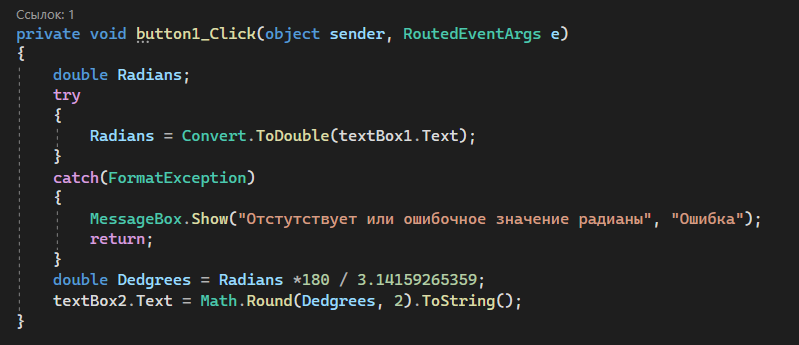 Ссылок: 1
private void button1_Click(object sender, RoutedEventArgs e)
{
double Radians;
try
{
Radians = Convert.ToDouble(textBox1.Text);
}
catch(FormatException)
{
MessageBox.Show("Отстутствует или ошибочное значение радианы", "Ошибка");
return;
}
double Dedgrees = Radians *180 / 3.14159265359;
textBox2.Text = Math.Round(Dedgrees, 2).ToString();
}